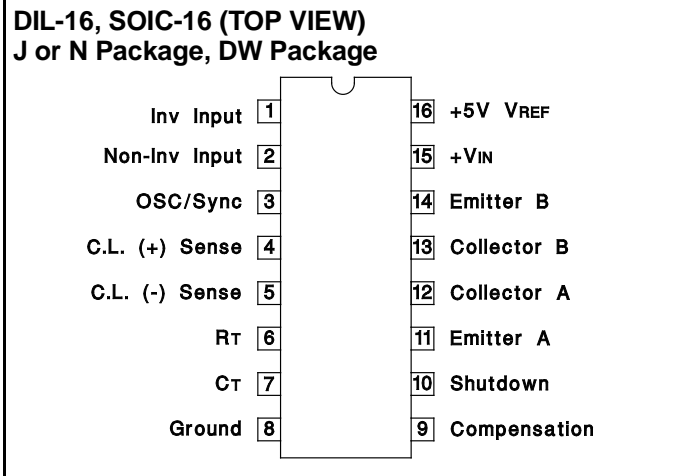 DIL-16, SOIC-16 (TOP VIEW)
J or N Package, DW Package
Inv Input 1 16 +5V VREF
Non-Inv Input 2 15 +VIN
OSC/Sync 3 14 Emitter B
C.L. (+) Sense 4 13 Collector B
C.L. (-) Sense 5 12 Collector A
RT 6 11 Emitter A
CT 7 10 Shutdown
Ground 8 9 Compensation